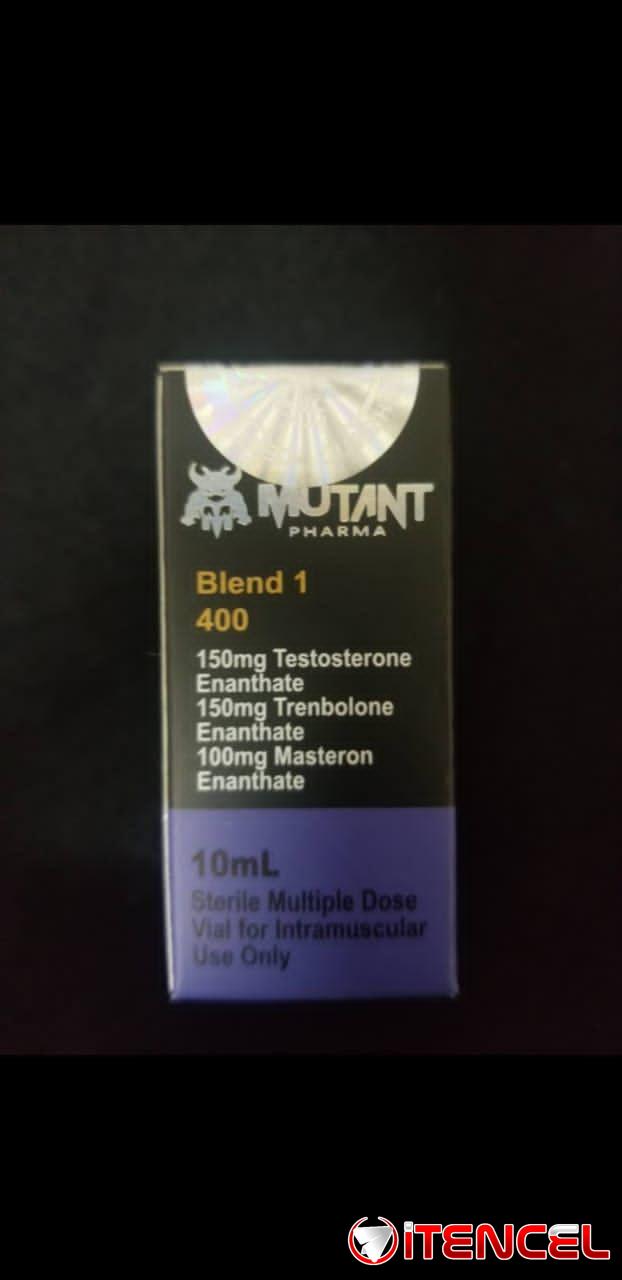 MUTANT
PHARMA
Blend 1
400
150mg Testosterone
Enanthate
150mg Trenbolone
Enanthate
100mg Masteron
Enanthate
10mL
Sterile Multiple Dose
Vial for Intramuscular
Use Only
iTENCEL